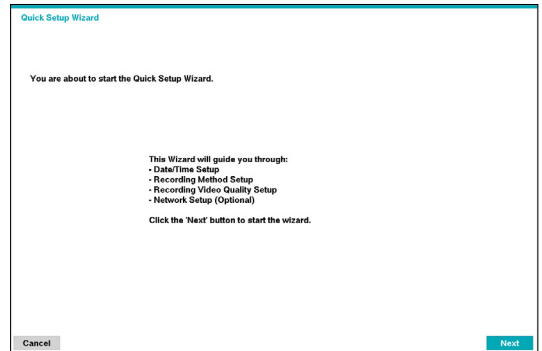 Quick Setup Wizard
You are about to start the Quick Setup Wizard.
This Wizard will guide you through:
- Date/Time Setup
- Recording Method Setup
- Recording Video Quality Setup
- Network Setup (Optional)
Click the 'Next' button to start the wizard.
Cancel
Next